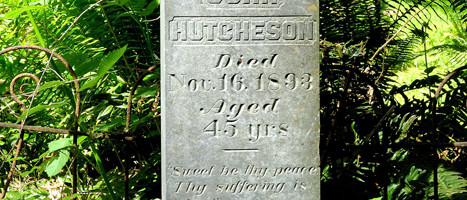 HUTCHESON
Died
Nov. 16, 1893
Aged
45 yrs
Sweet be thy peace
Thy suffering is